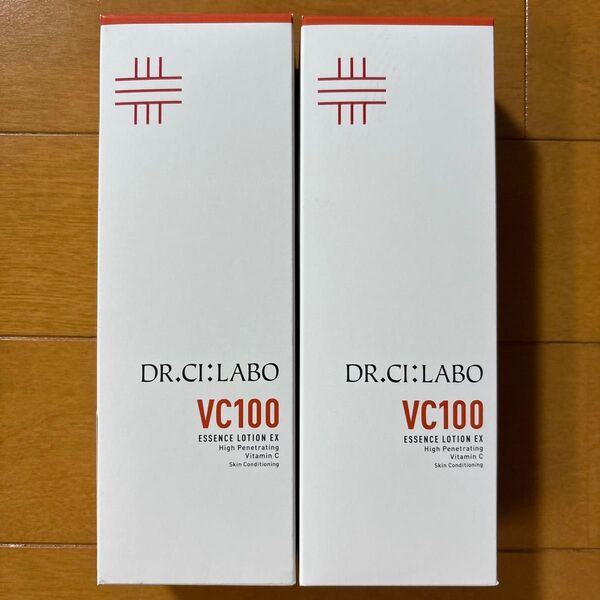 DR.CI:LABO
VC100
ESSENCE LOTION EX
High Penetrating
Vitamin C
Skin Conditioning
DR.CI:LABO
VC100
ESSENCE LOTION EX
High Penetrating
Vitamin C
Skin Conditioning